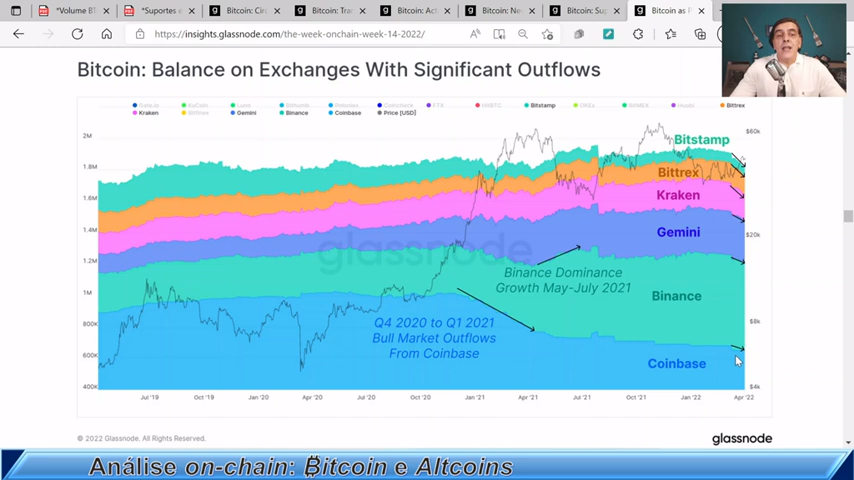 *Volume BT
*Suportes e
Bitcoin: Cir
Bitcoin: Tra
Bitcoin: Act
Bitcoin: Ne
Bitcoin: Su
Bitcoin as P
https://insights.glassnode.com/the-week-onchain-week-14-2022/
Bitcoin: Balance on Exchanges With Significant Outflows
Bitstamp
Bittrex
Kraken
Gemini
Binance
Coinbase
Price [USD]
2M
1.8M
1.6M
1.4M
1.2M
1M
800K
600K
400K
$60k
$20k
$8k
$4k
glassnode
Bitstamp
Bittrex
Kraken
Gemini
Binance
Coinbase
Binance Dominance
Growth May-July 2021
Q4 2020 to Q1 2021
Bull Market Outflows
From Coinbase
Jul '19
Oct '19
Jan '20
Apr '20
Jul '20
Oct '20
Jan '21
Apr '21
Jul '21
Oct '21
Jan '22
Apr '22
© 2022 Glassnode. All Rights Reserved.
glassnode
Análise on-chain: ₿itcoin e Altcoins